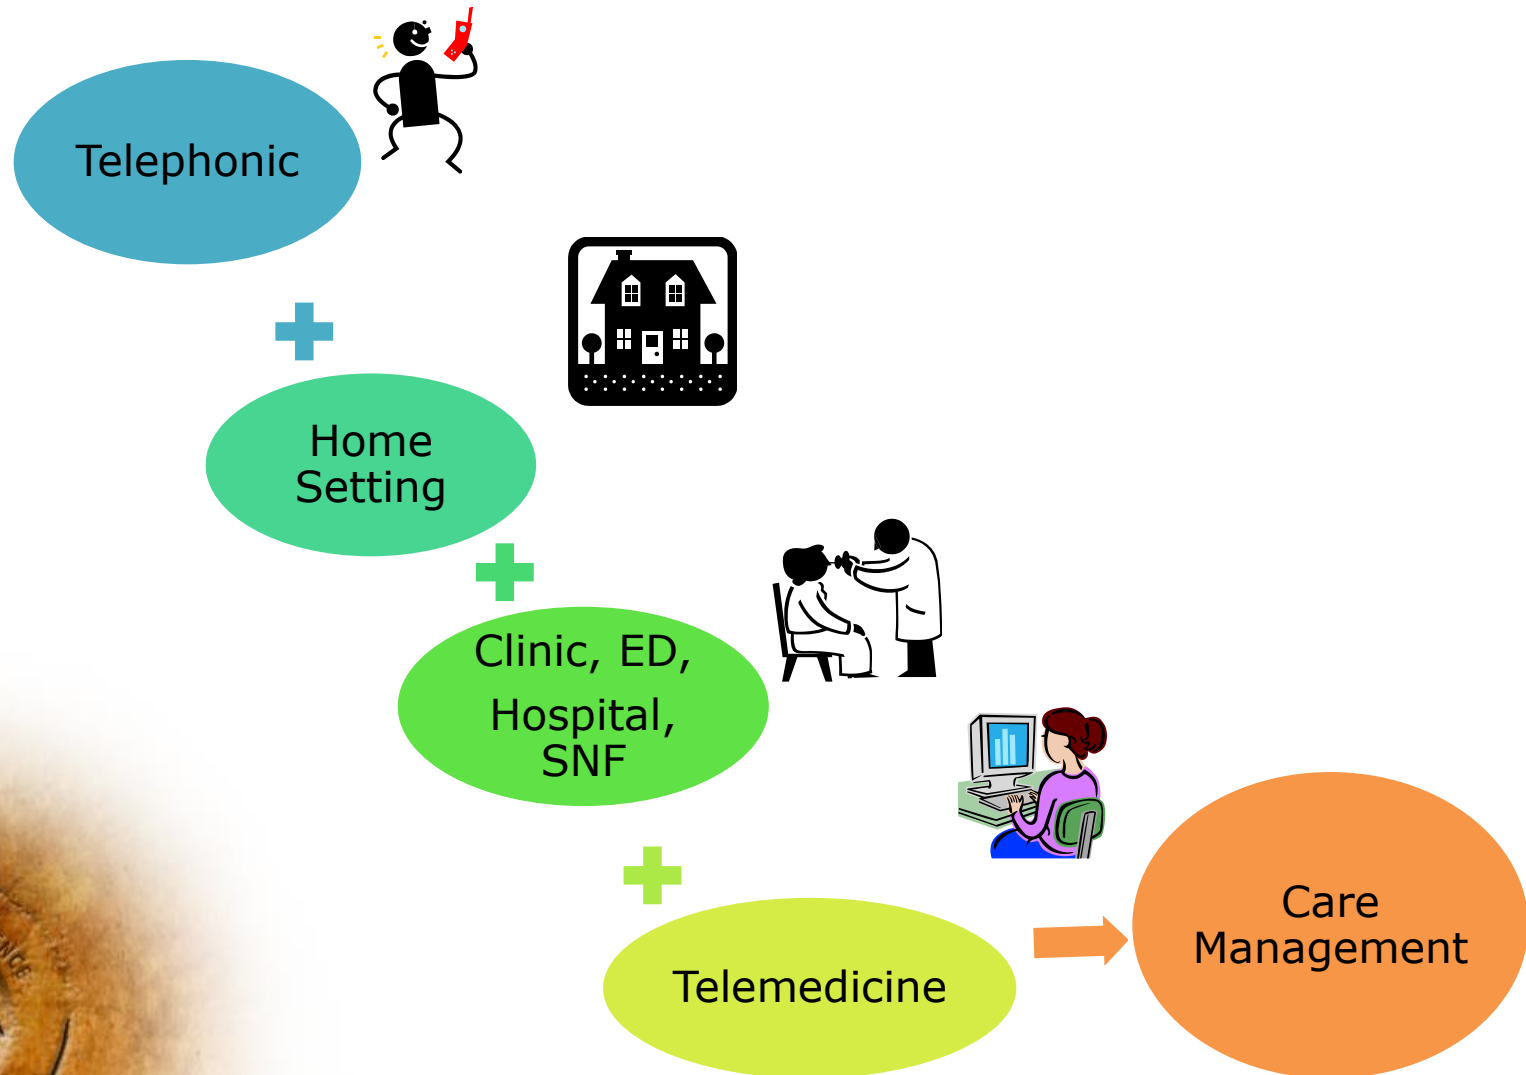 Telephonic
Home
Setting
Clinic, ED,
Hospital,
SNF
Telemedicine
Care
Management